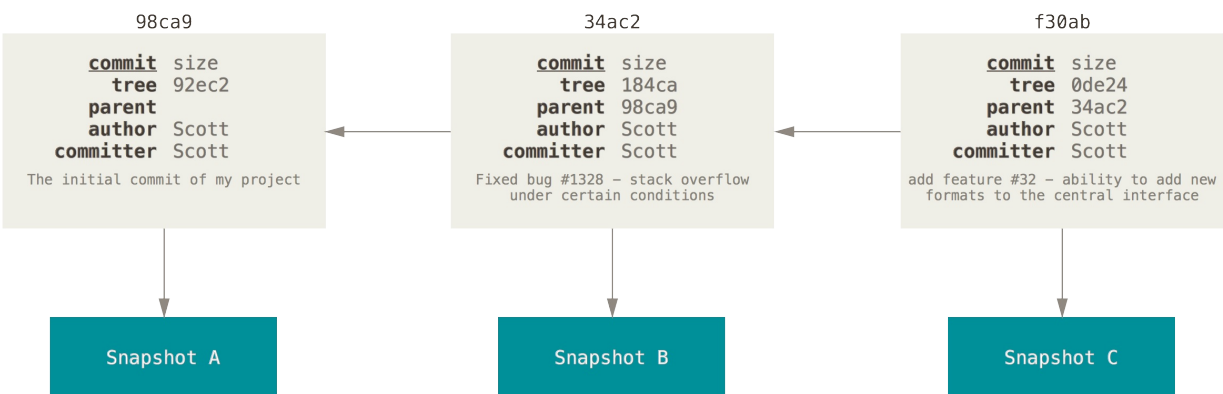 98ca9
commit size
tree 92ec2
parent
author Scott
committer Scott
The initial commit of my project
Snapshot A
34ac2
commit size
tree 184ca
parent 98ca9
author Scott
committer Scott
Fixed bug #1328 – stack overflow
under certain conditions
Snapshot B
f30ab
commit size
tree 0de24
parent 34ac2
author Scott
committer Scott
add feature #32 – ability to add new
formats to the central interface
Snapshot C